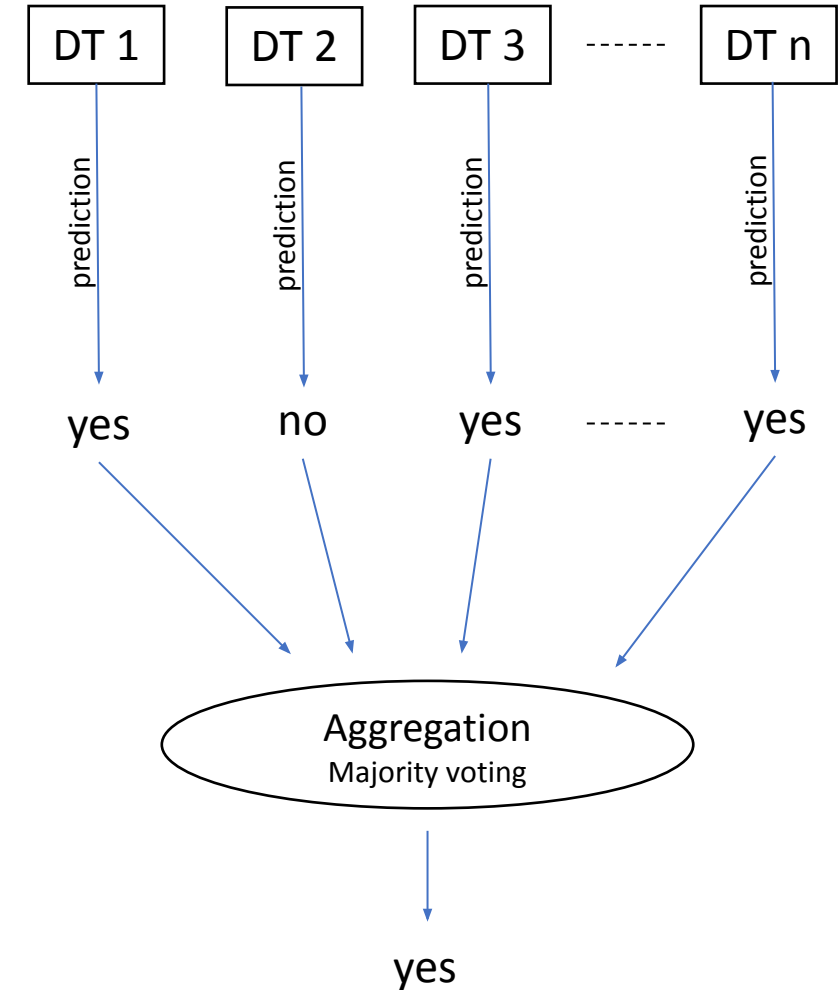 DT 1 DT 2 DT 3 ------ DT n
prediction prediction prediction prediction
yes no yes ------ yes
Aggregation
Majority voting
yes